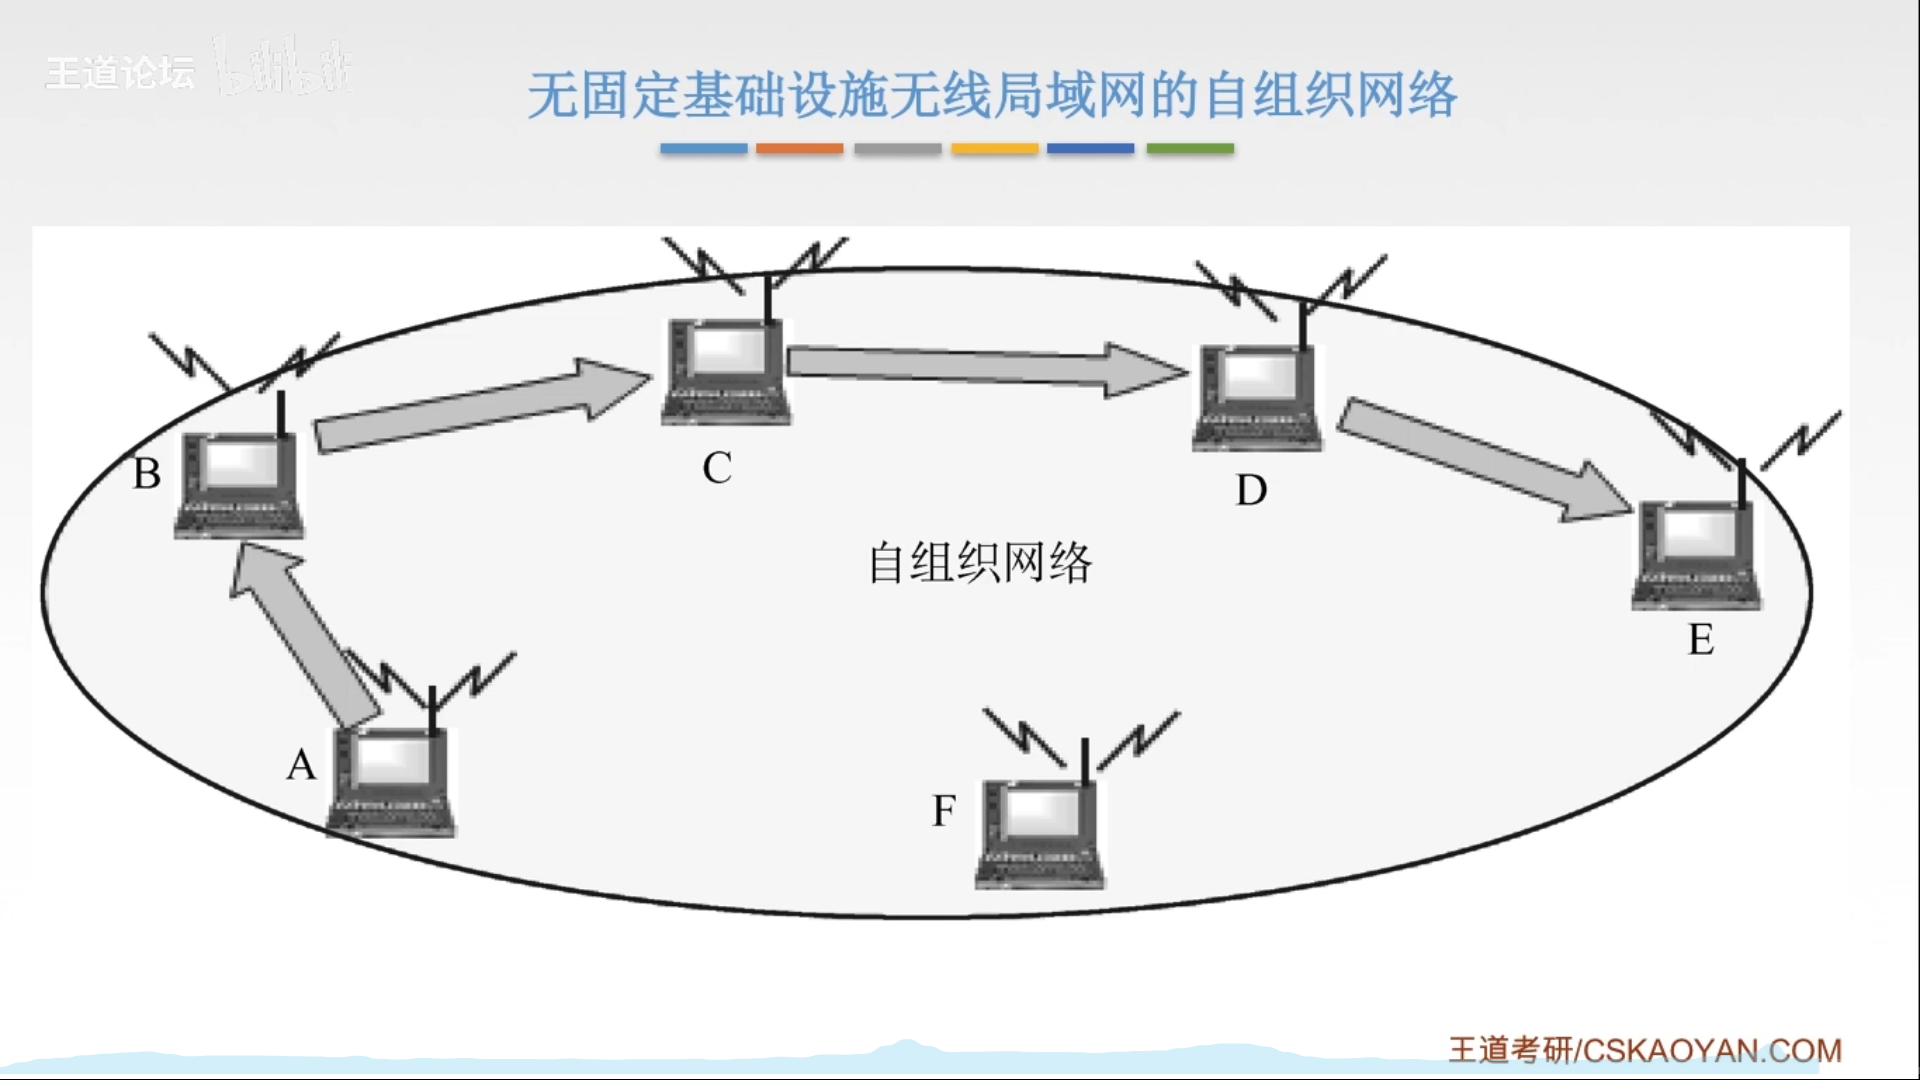 王道论坛 bilibili
无固定基础设施无线局域网的自组织网络
B
C
D
自组织网络
E
A
F
王道考研/CSKAOYAN.COM